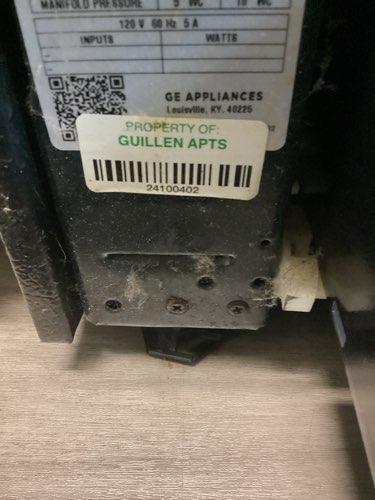 MANIFOLD PRESSURE 5" WC 10" WC
120 V 60 Hz 5 A
INPUTS WATTS
GE APPLIANCES
Louisville, KY. 40225
PROPERTY OF:
GUILLEN APTS
24100402